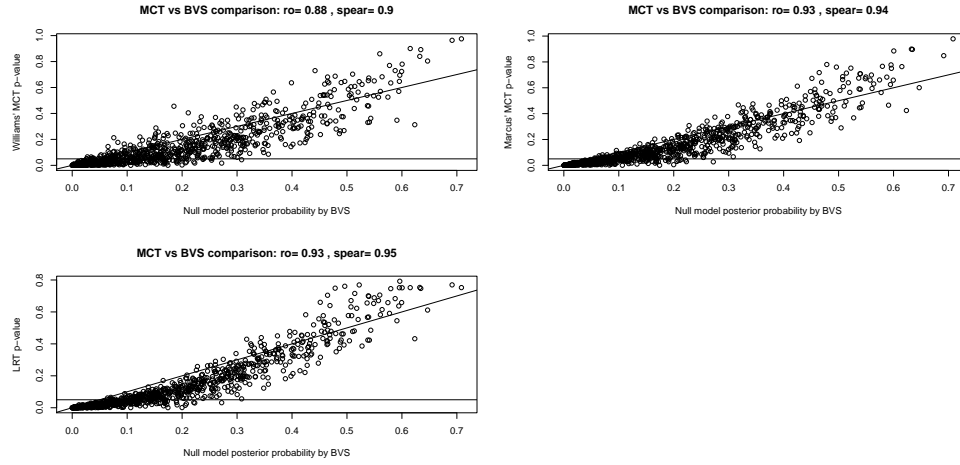 MCT vs BVS comparison: ro= 0.88 , spear= 0.9
Williams' MCT p-value
1.0
0.8
0.6
0.4
0.2
0.0
0.0 0.1 0.2 0.3 0.4 0.5 0.6 0.7
Null model posterior probability by BVS
MCT vs BVS comparison: ro= 0.93 , spear= 0.94
Marcus' MCT p-value
1.0
0.8
0.6
0.4
0.2
0.0
0.0 0.1 0.2 0.3 0.4 0.5 0.6 0.7
Null model posterior probability by BVS
MCT vs BVS comparison: ro= 0.93 , spear= 0.95
LRT p-value
0.8
0.6
0.4
0.2
0.0
0.0 0.1 0.2 0.3 0.4 0.5 0.6 0.7
Null model posterior probability by BVS